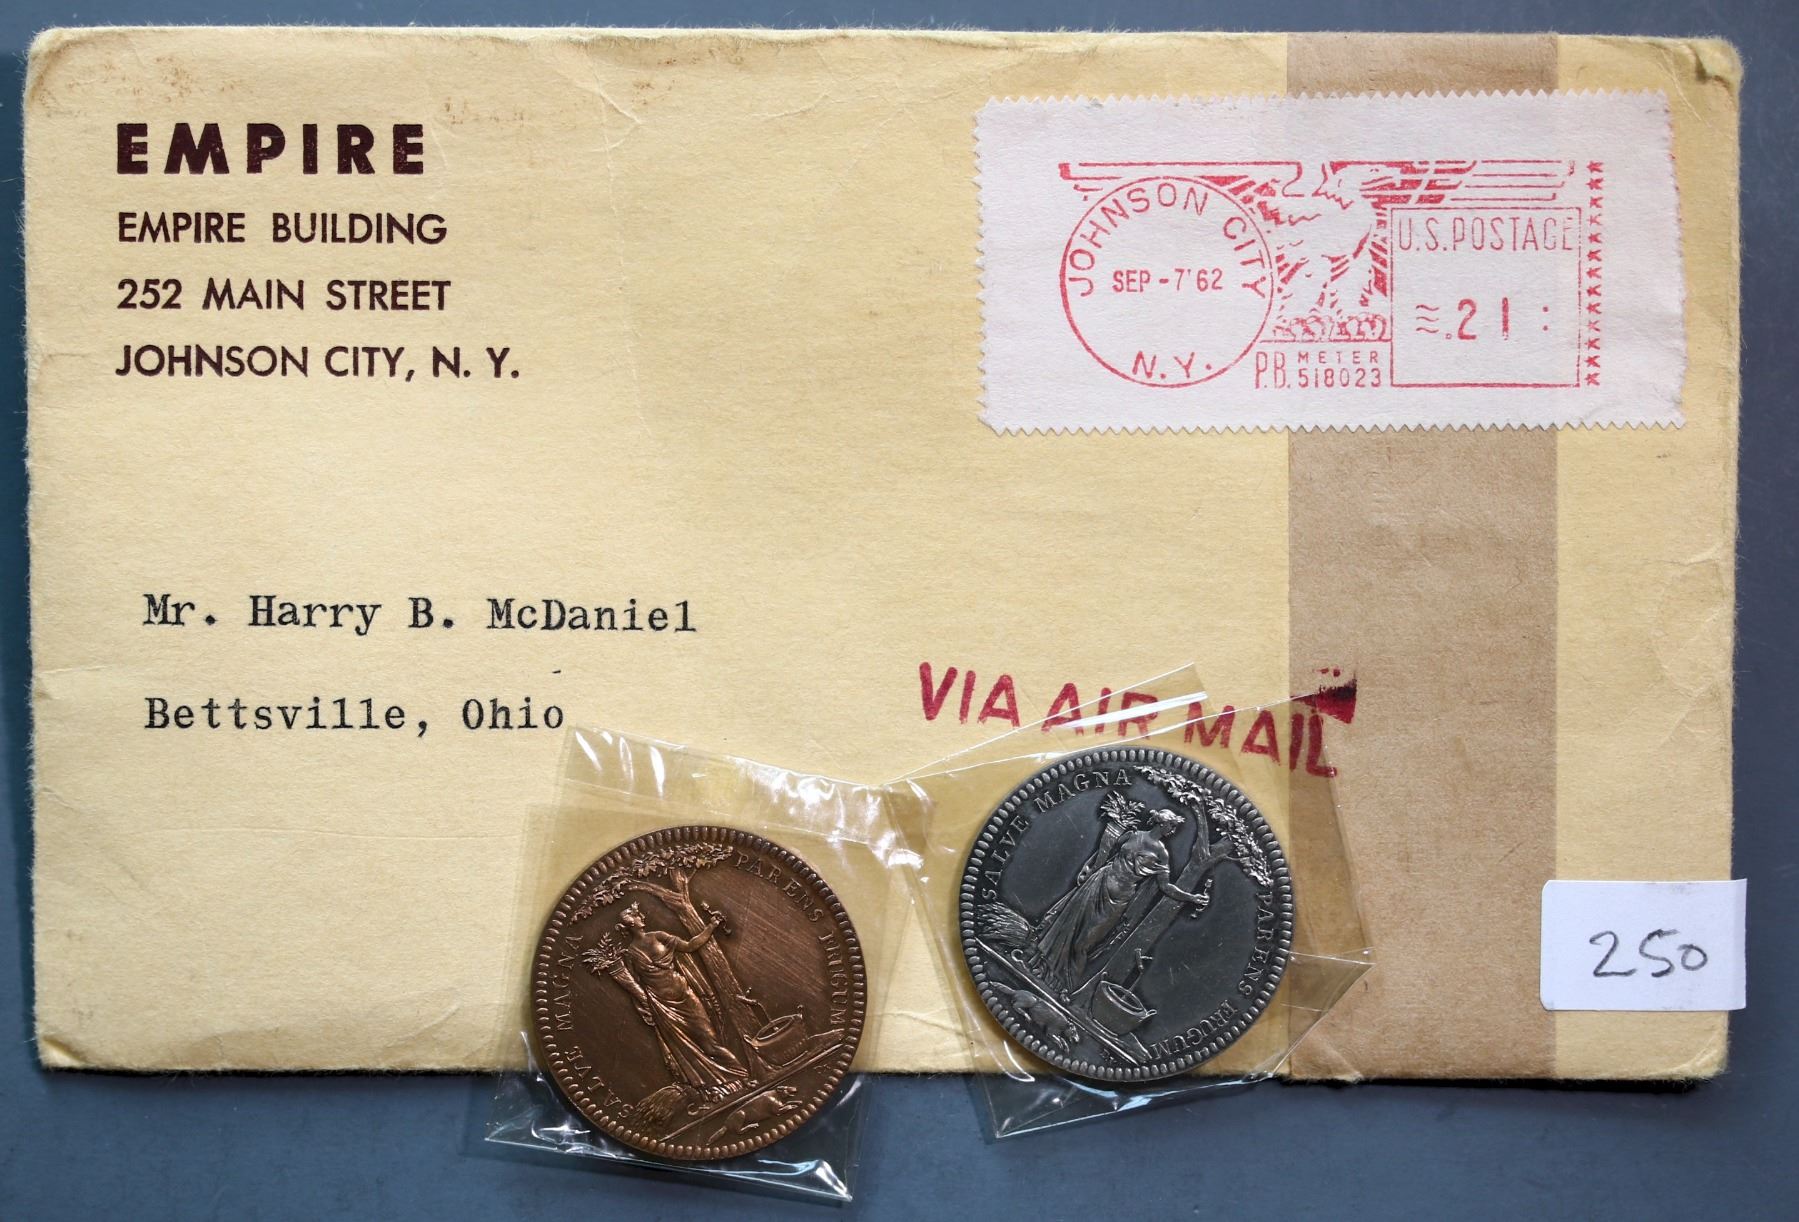 EMPIRE
EMPIRE BUILDING
252 MAIN STREET
JOHNSON CITY, N. Y.
JOHNSON CITY
SEP -7'62
N.Y.
U.S. POSTAGE
.21
P.B. METER
518023
Mr. Harry B. McDaniel
Bettsville, Ohio
VIA AIR MAIL
SALVE MAGNA PARENS FRUGUM
SALVE MAGNA PARENS FRUGUM
250